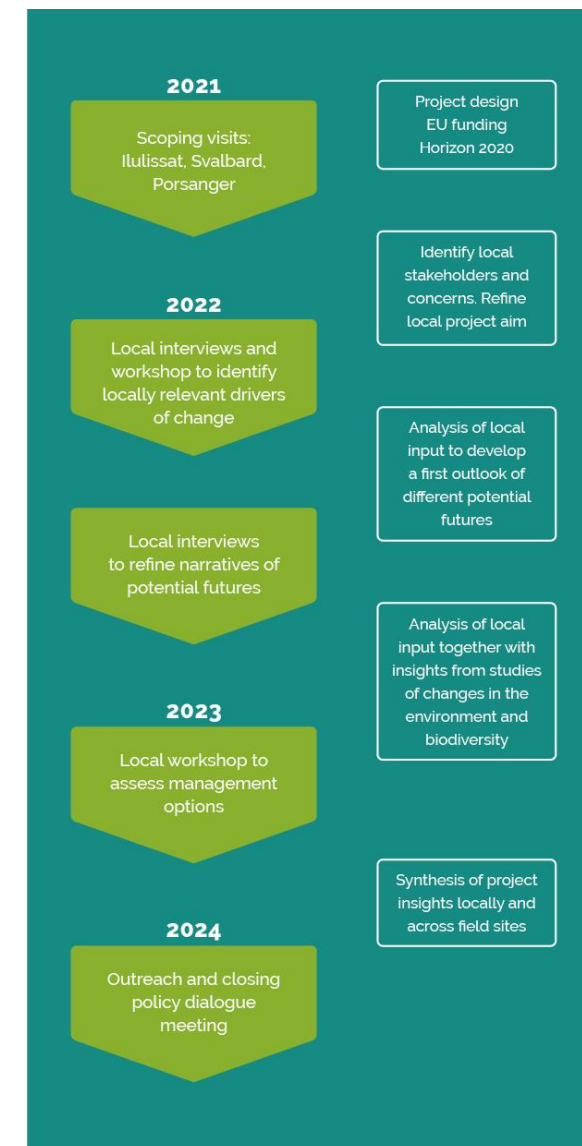 2021
Scoping visits:
Ilulissat, Svalbard,
Porsanger
Project design
EU funding
Horizon 2020
Identify local
stakeholders and
concerns. Refine
local project aim
2022
Local interviews and
workshop to identify
locally relevant drivers
of change
Analysis of local
input to develop
a first outlook of
different potential
futures
Local interviews
to refine narratives of
potential futures
Analysis of local
input together with
insights from studies
of changes in the
environment and
biodiversity
2023
Local workshop to
assess management
options
Synthesis of project
insights locally and
across field sites
2024
Outreach and closing
policy dialogue
meeting